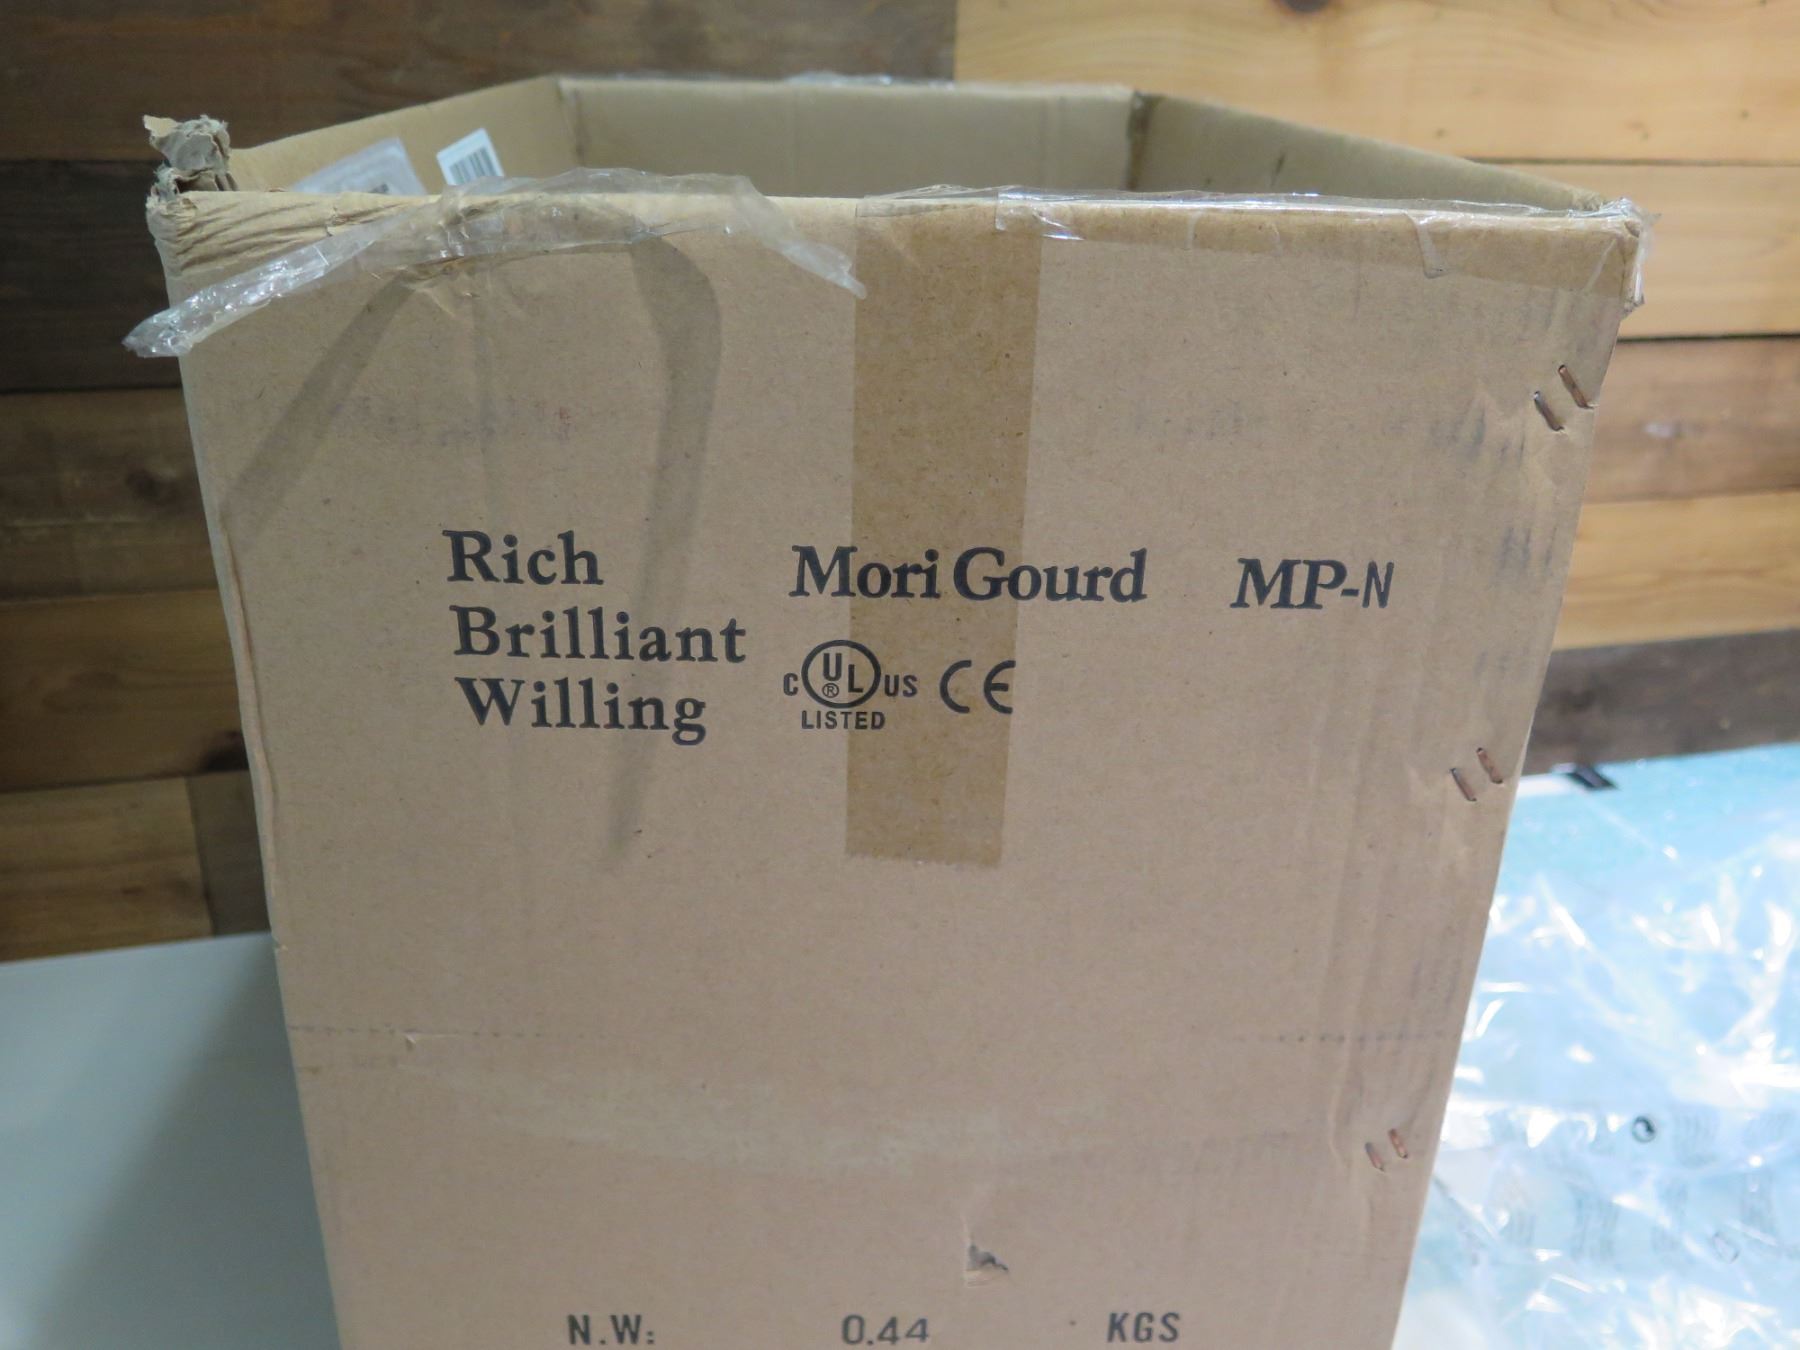 Rich
Brilliant
Willing
Mori Gourd MP-N
C UL® US CE
LISTED
N.W: 0.44 KGS